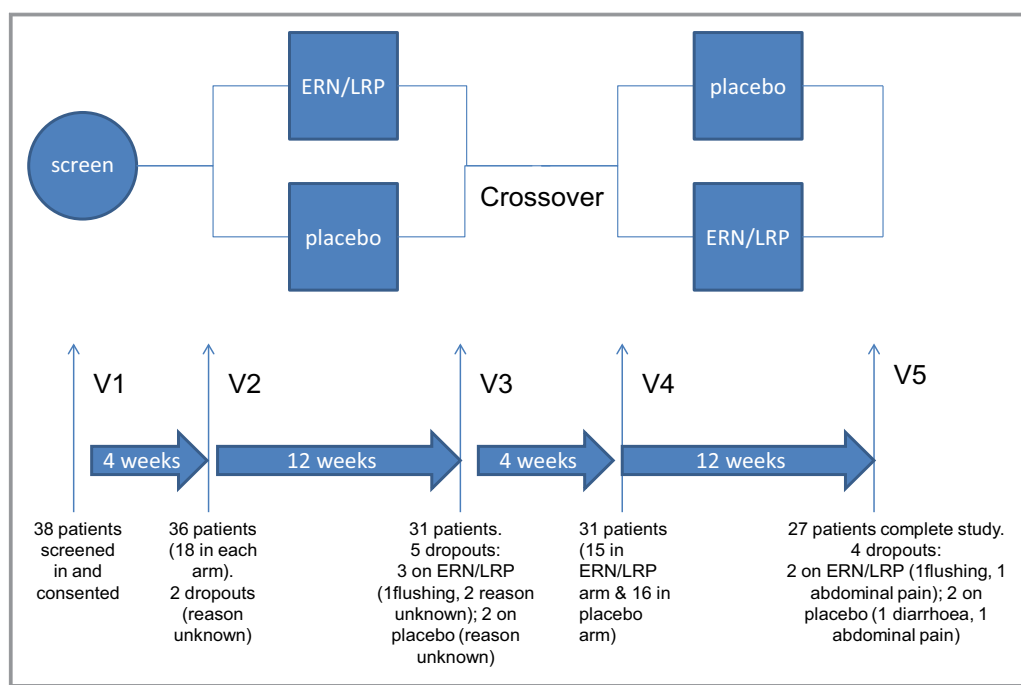 ERN/LRP
placebo
screen
Crossover
placebo
ERN/LRP
V1
V2
V3
V4
V5
4 weeks
12 weeks
4 weeks
12 weeks
38 patients
screened
in and
consented
36 patients
(18 in each
arm).
2 dropouts
(reason
unknown)
31 patients.
5 dropouts:
3 on ERN/LRP
(1flushing, 2 reason
unknown); 2 on
placebo (reason
unknown)
31 patients
(15 in
ERN/LRP
arm & 16 in
placebo
arm)
27 patients complete study.
4 dropouts:
2 on ERN/LRP (1flushing, 1
abdominal pain); 2 on
placebo (1 diarrhoea, 1
abdominal pain)